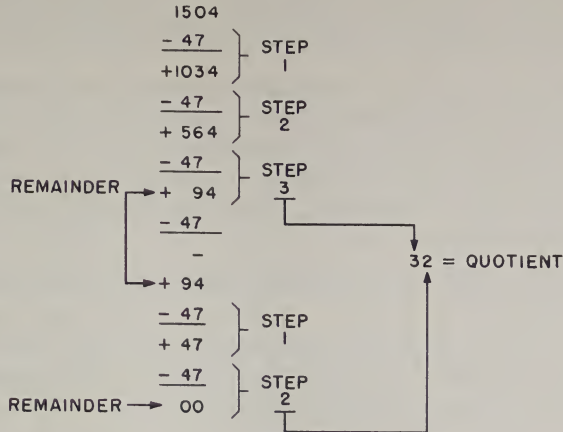 1504
- 47
+1034
STEP
1
- 47
+ 564
STEP
2
- 47
REMAINDER
+ 94
STEP
3
- 47
-
32 = QUOTIENT
+ 94
- 47
+ 47
STEP
1
- 47
REMAINDER
00
STEP
2